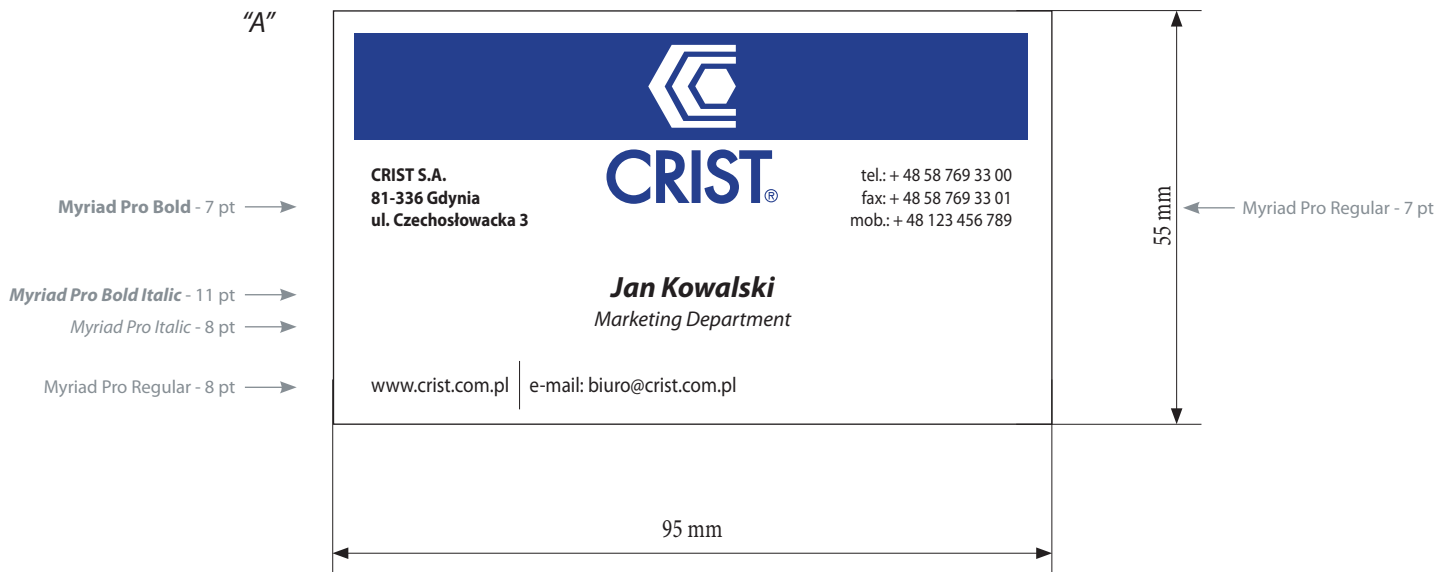 "A"
CRIST®
CRIST S.A.
81-336 Gdynia
ul. Czechosłowacka 3
tel.: + 48 58 769 33 00
fax: + 48 58 769 33 01
mob.: + 48 123 456 789
Myriad Pro Bold - 7 pt
Myriad Pro Regular - 7 pt
55 mm
Jan Kowalski
Myriad Pro Bold Italic - 11 pt
Marketing Department
Myriad Pro Italic - 8 pt
Myriad Pro Regular - 8 pt
www.crist.com.pl
e-mail: biuro@crist.com.pl
95 mm